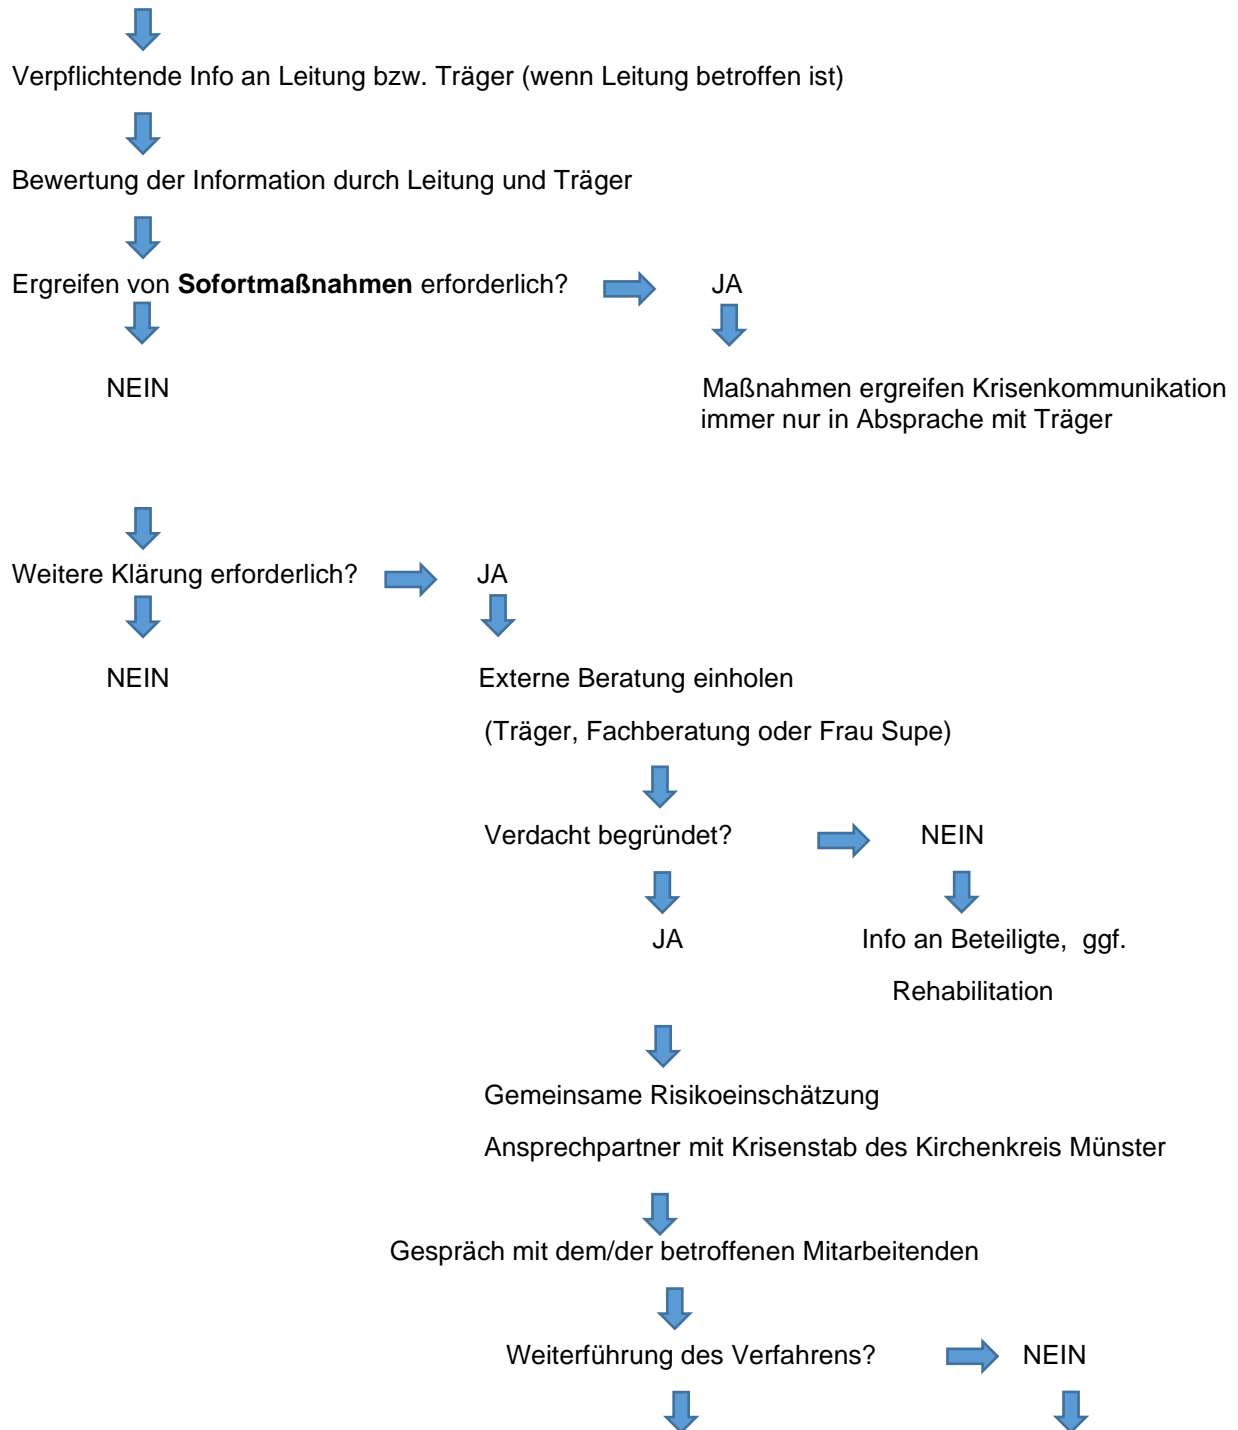 Verpflichtende Info an Leitung bzw. Träger (wenn Leitung betroffen ist)
Bewertung der Information durch Leitung und Träger
Ergreifen von Sofortmaßnahmen erforderlich? JA
NEIN Maßnahmen ergreifen Krisenkommunikation
immer nur in Absprache mit Träger
Weitere Klärung erforderlich? JA
NEIN Externe Beratung einholen
(Träger, Fachberatung oder Frau Supe)
Verdacht begründet? NEIN
JA Info an Beteiligte, ggf.
Rehabilitation
Gemeinsame Risikoeinschätzung
Ansprechpartner mit Krisenstab des Kirchenkreis Münster
Gespräch mit dem/der betroffenen Mitarbeitenden
Weiterführung des Verfahrens? NEIN